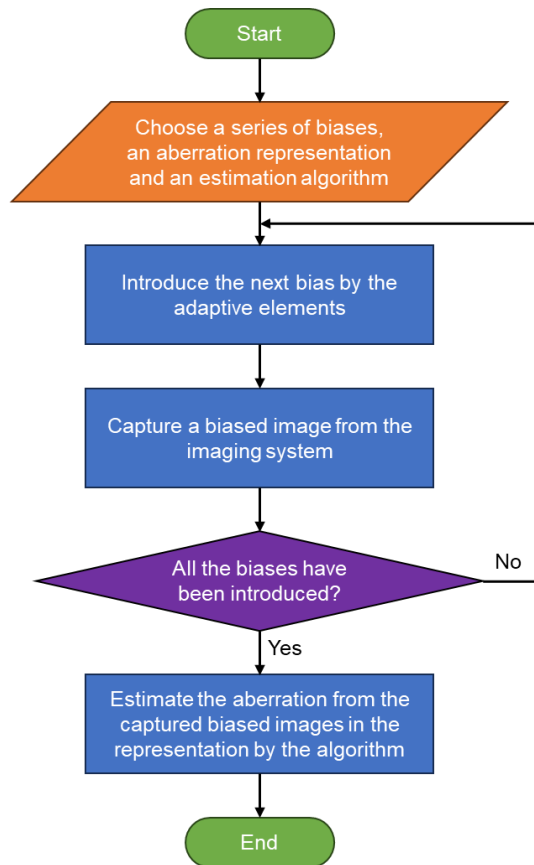 Start
Choose a series of biases,
an aberration representation
and an estimation algorithm
Introduce the next bias by the
adaptive elements
Capture a biased image from the
imaging system
All the biases have
been introduced?
No
Yes
Estimate the aberration from the
captured biased images in the
representation by the algorithm
End